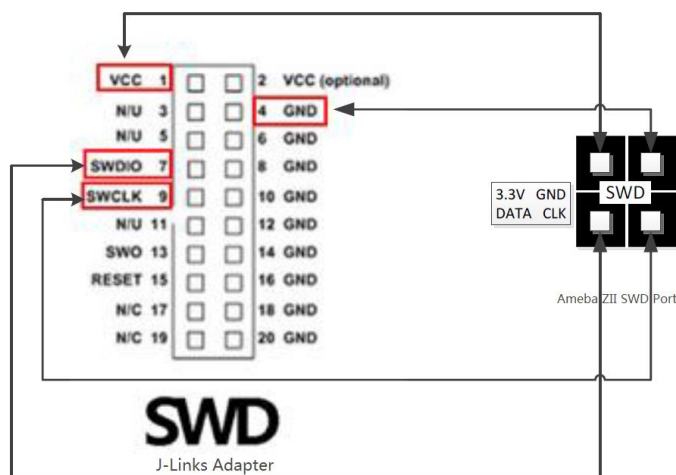 VCC 1 2 VCC (optional)
N/U 3 4 GND
N/U 5 6 GND
SWDIO 7 8 GND
SWCLK 9 10 GND
N/U 11 12 GND
SWO 13 14 GND
RESET 15 16 GND
N/C 17 18 GND
N/C 19 20 GND
SWD
J-Links Adapter
3.3V GND
DATA CLK
SWD
Ameba ZII SWD Port